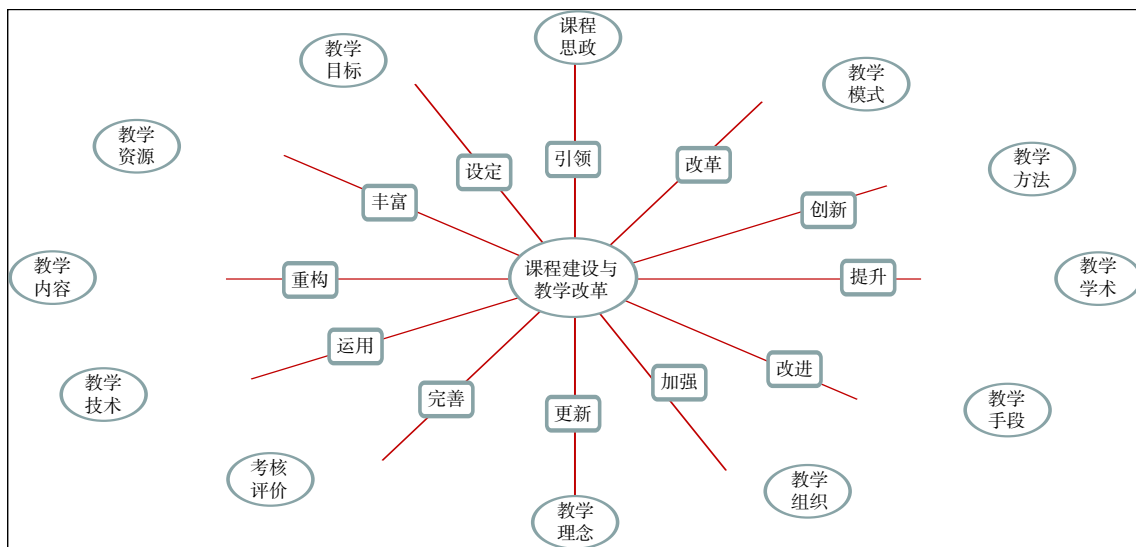 课程
思政
教学
目标
教学
模式
教学
资源
教学
方法
引领
改革
设定
丰富
创新
教学
内容
重构
课程建设与
教学改革
提升
教学
学术
运用
改进
教学
技术
完善
更新
加强
教学
手段
考核
评价
教学
理念
教学
组织